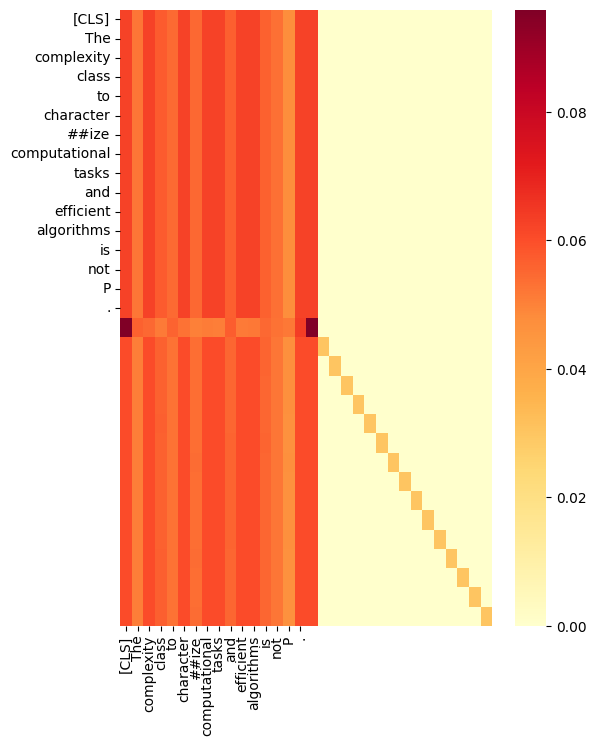 [CLS]
The
complexity
class
to
character
##ize
computational
tasks
and
efficient
algorithms
is
not
P
.
0.08
0.06
0.04
0.02
0.00
[CLS]
The
complexity
class
to
character
##ize
computational
tasks
and
efficient
algorithms
is
not
P
.